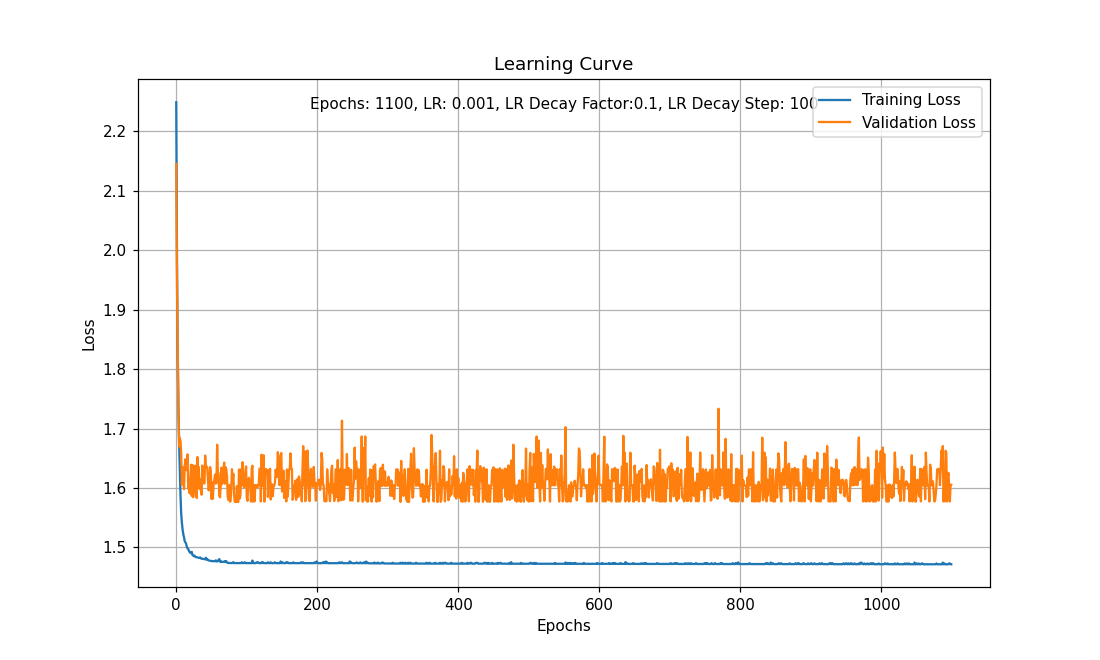 Learning Curve
Epochs: 1100, LR: 0.001, LR Decay Factor:0.1, LR Decay Step: 100
Training Loss
Validation Loss
2.2
2.1
2.0
1.9
1.8
1.7
1.6
1.5
Loss
0 200 400 600 800 1000
Epochs